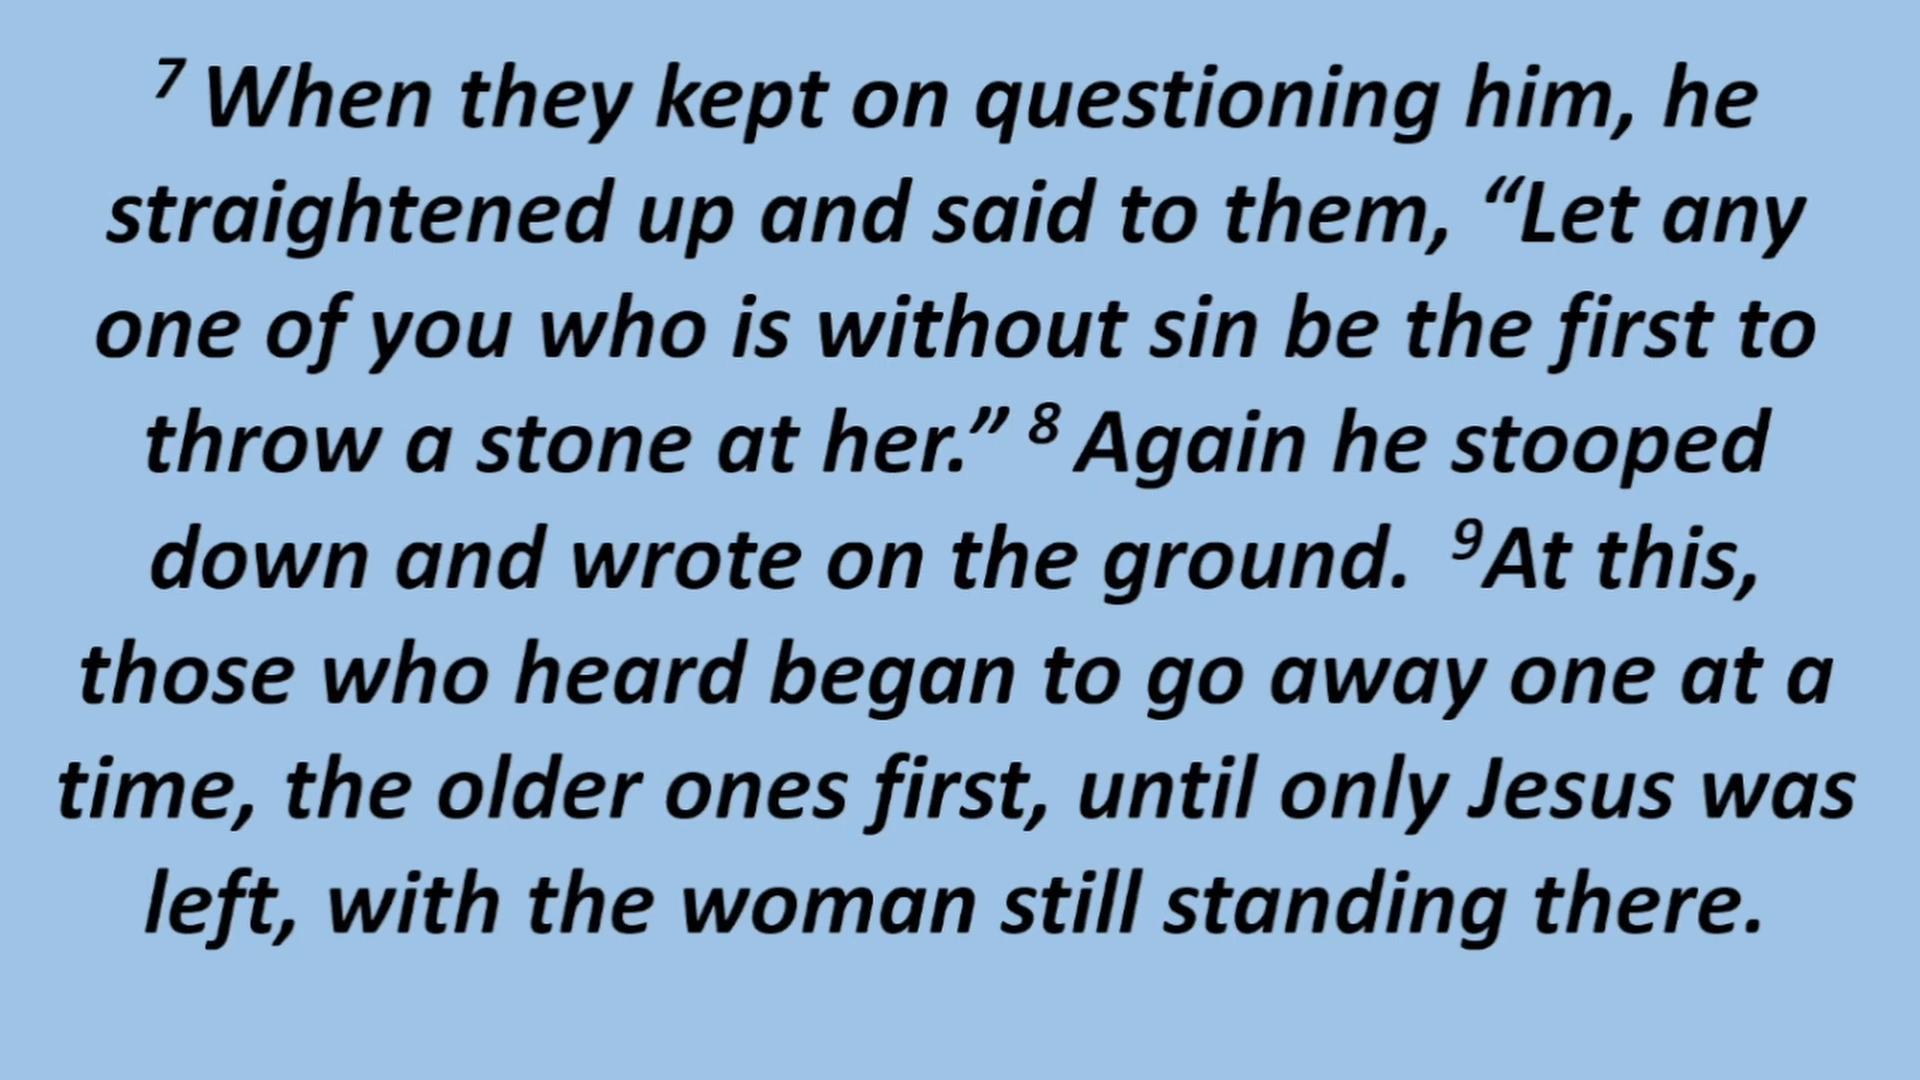 ⁷ When they kept on questioning him, he
straightened up and said to them, “Let any
one of you who is without sin be the first to
throw a stone at her.” ⁸ Again he stooped
down and wrote on the ground. ⁹At this,
those who heard began to go away one at a
time, the older ones first, until only Jesus was
left, with the woman still standing there.